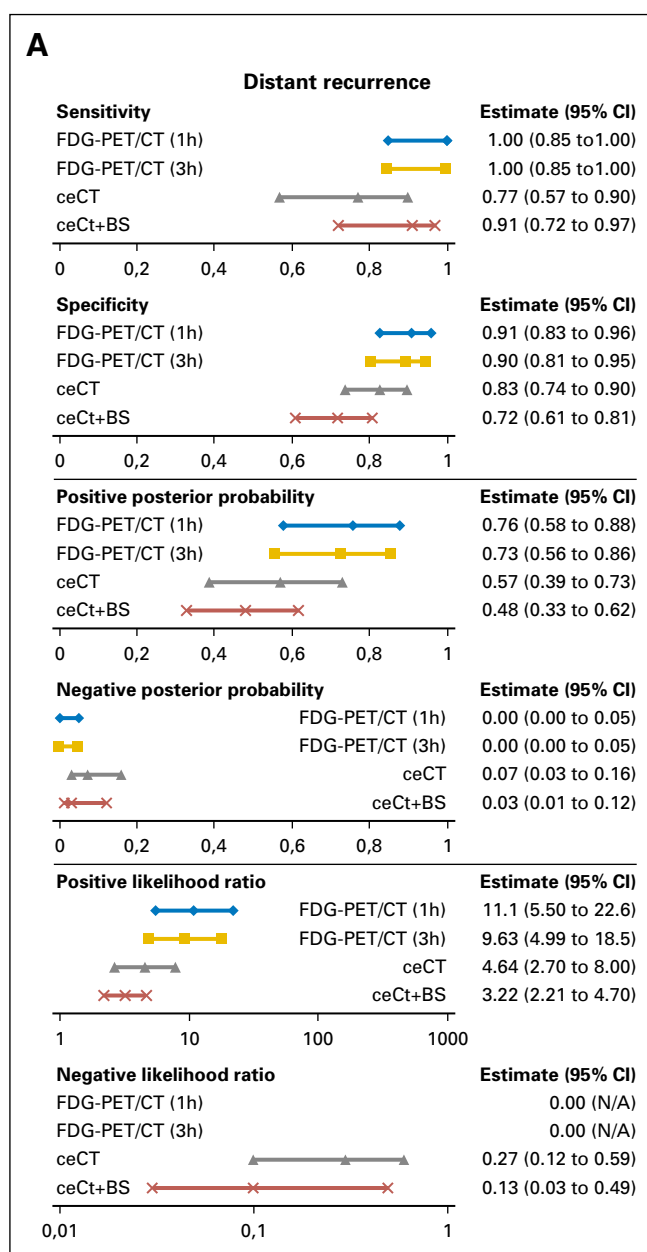 A
Distant recurrence
Sensitivity Estimate (95% CI)
FDG-PET/CT (1h) 1.00 (0.85 to1.00)
FDG-PET/CT (3h) 1.00 (0.85 to1.00)
ceCT 0.77 (0.57 to 0.90)
ceCt+BS 0.91 (0.72 to 0.97)
0 0,2 0,4 0,6 0,8 1
Specificity Estimate (95% CI)
FDG-PET/CT (1h) 0.91 (0.83 to 0.96)
FDG-PET/CT (3h) 0.90 (0.81 to 0.95)
ceCT 0.83 (0.74 to 0.90)
ceCt+BS 0.72 (0.61 to 0.81)
0 0,2 0,4 0,6 0,8 1
Positive posterior probability Estimate (95% CI)
FDG-PET/CT (1h) 0.76 (0.58 to 0.88)
FDG-PET/CT (3h) 0.73 (0.56 to 0.86)
ceCT 0.57 (0.39 to 0.73)
ceCt+BS 0.48 (0.33 to 0.62)
0 0,2 0,4 0,6 0,8 1
Negative posterior probability Estimate (95% CI)
FDG-PET/CT (1h) 0.00 (0.00 to 0.05)
FDG-PET/CT (3h) 0.00 (0.00 to 0.05)
ceCT 0.07 (0.03 to 0.16)
ceCt+BS 0.03 (0.01 to 0.12)
0 0,2 0,4 0,6 0,8 1
Positive likelihood ratio Estimate (95% CI)
FDG-PET/CT (1h) 11.1 (5.50 to 22.6)
FDG-PET/CT (3h) 9.63 (4.99 to 18.5)
ceCT 4.64 (2.70 to 8.00)
ceCt+BS 3.22 (2.21 to 4.70)
1 10 100 1000
Negative likelihood ratio Estimate (95% CI)
FDG-PET/CT (1h) 0.00 (N/A)
FDG-PET/CT (3h) 0.00 (N/A)
ceCT 0.27 (0.12 to 0.59)
ceCt+BS 0.13 (0.03 to 0.49)
0,01 0,1 1